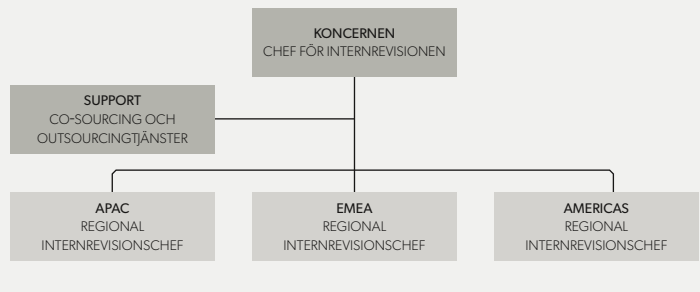 KONCERNEN
CHEF FÖR INTERNREVISIONEN
SUPPORT
CO-SOURCING OCH
OUTSOURCINGTJÄNSTER
APAC
REGIONAL
INTERNREVISIONSCHEF
EMEA
REGIONAL
INTERNREVISIONSCHEF
AMERICAS
REGIONAL
INTERNREVISIONSCHEF